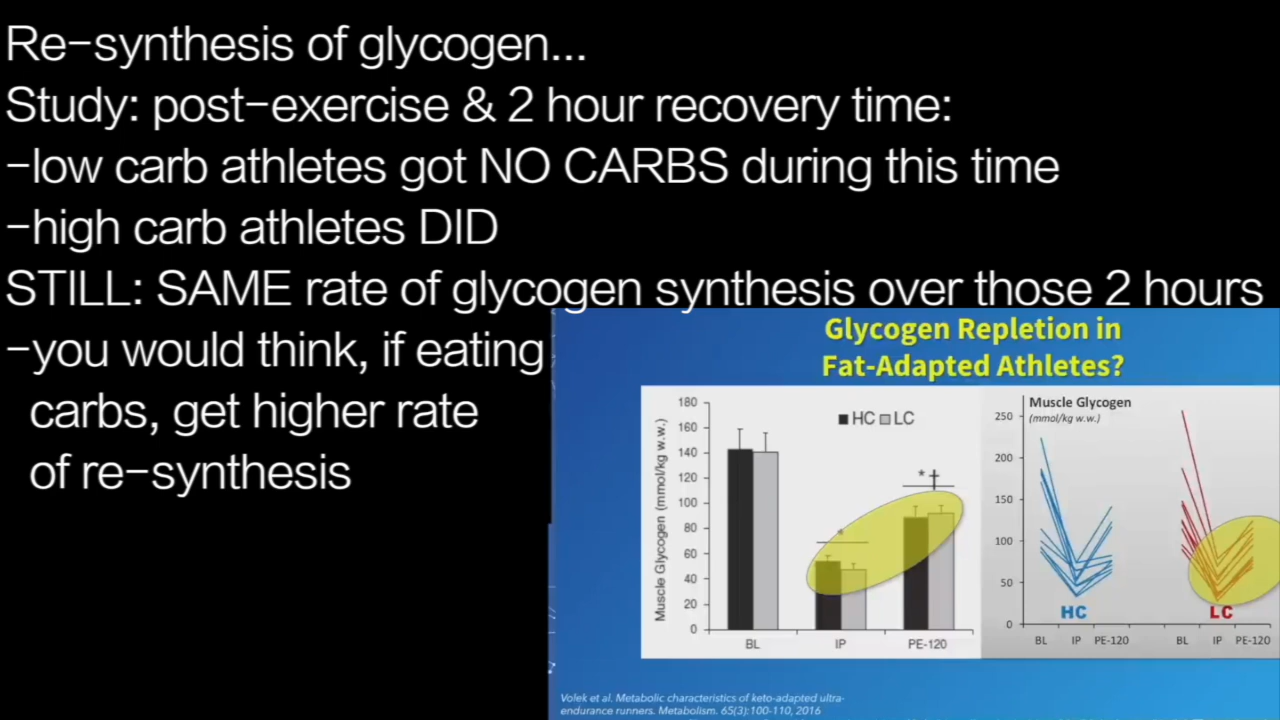 Re-synthesis of glycogen...
Study: post-exercise & 2 hour recovery time:
-low carb athletes got NO CARBS during this time
-high carb athletes DID
STILL: SAME rate of glycogen synthesis over those 2 hours
-you would think, if eating
carbs, get higher rate
of re-synthesis
Glycogen Repletion in
Fat-Adapted Athletes?
Muscle Glycogen (mmol/kg w.w.)
180
160
140
120
100
80
60
40
20
0
HC LC
*
* †
BL IP PE-120
Muscle Glycogen
(mmol/kg w.w.)
250
200
150
100
50
0
HC LC
BL IP PE-120 BL IP PE-120
Volek et al. Metabolic characteristics of keto-adapted ultra-
endurance runners. Metabolism. 65(3):100-110, 2016